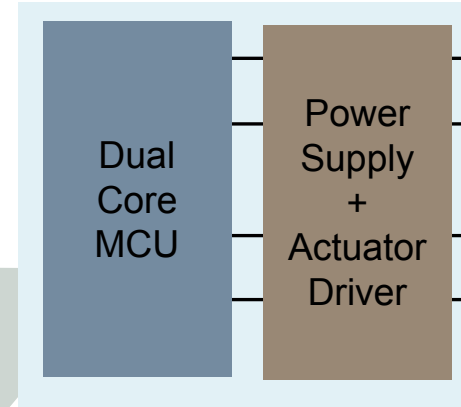 Dual
Core
MCU
Power
Supply
+
Actuator
Driver